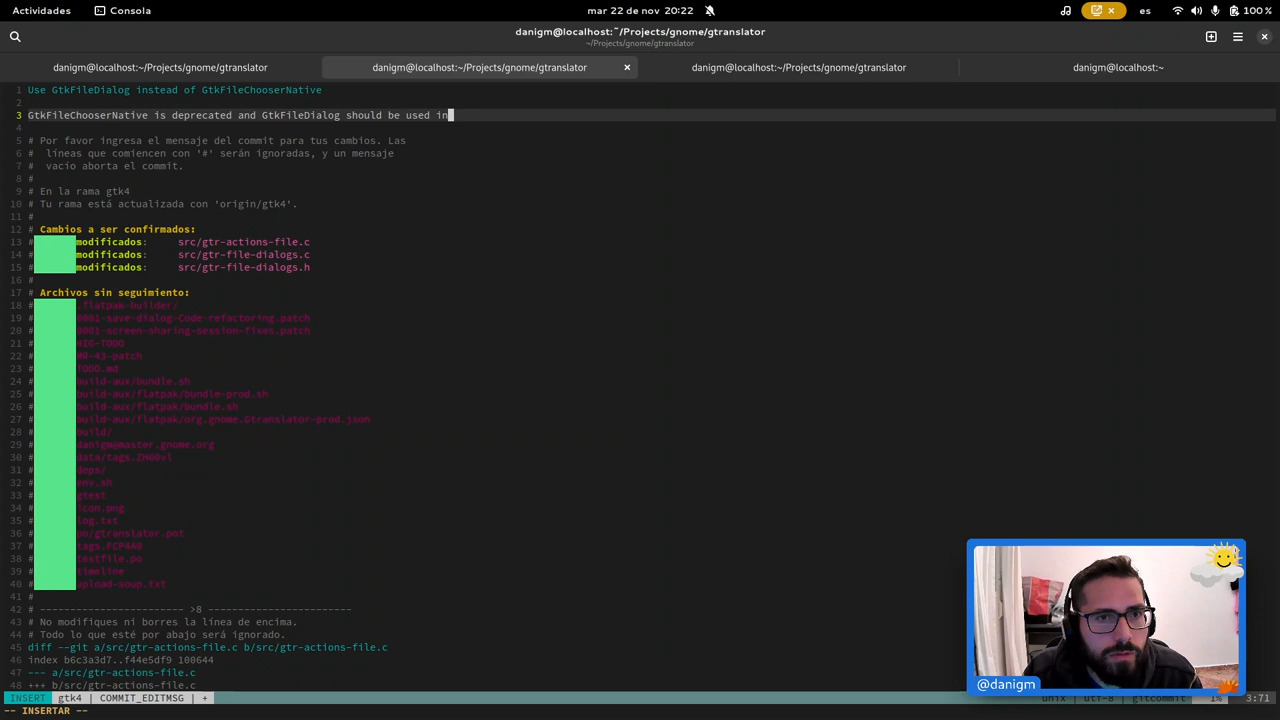 Actividades
Consola
mar 22 de nov 20:22
es
100 %
danigm@localhost:~/Projects/gnome/gtranslator
~/Projects/gnome/gtranslator
danigm@localhost:~/Projects/gnome/gtranslator
danigm@localhost:~/Projects/gnome/gtranslator
danigm@localhost:~/Projects/gnome/gtranslator
danigm@localhost:~
1 Use GtkFileDialog instead of GtkFileChooserNative
2
3 GtkFileChooserNative is deprecated and GtkFileDialog should be used in
4
5 # Por favor ingresa el mensaje del commit para tus cambios. Las
6 #  líneas que comiencen con '#' serán ignoradas, y un mensaje
7 #  vacío aborta el commit.
8 #
9 # En la rama gtk4
10 # Tu rama está actualizada con 'origin/gtk4'.
11 #
12 # Cambios a ser confirmados:
13 # modificados:     src/gtr-actions-file.c
14 # modificados:     src/gtr-file-dialogs.c
15 # modificados:     src/gtr-file-dialogs.h
16 #
17 # Archivos sin seguimiento:
18 # .flatpak-builder/
19 # 0001-save-dialog-Code-refactoring.patch
20 # 0001-screen-sharing-session-fixes.patch
21 # HIG-TODO
22 # MR-43-patch
23 # TODO.md
24 # build-aux/bundle.sh
25 # build-aux/flatpak/bundle-prod.sh
26 # build-aux/flatpak/bundle.sh
27 # build-aux/flatpak/org.gnome.Gtranslator-prod.json
28 # build/
29 # danigm@master.gnome.org
30 # data/tags.ZH00vl
31 # deps/
32 # env.sh
33 # gtest
34 # icon.png
35 # log.txt
36 # po/gtranslator.pot
37 # tags.FCP4A0
38 # testfile.po
39 # timeline
40 # upload-soup.txt
41 #
42 # ------------------------ >8 ------------------------
43 # No modifiques ni borres la línea de encima.
44 # Todo lo que esté por abajo será ignorado.
45 diff --git a/src/gtr-actions-file.c b/src/gtr-actions-file.c
46 index b6c3a3d7..f44e5df9 100644
47 --- a/src/gtr-actions-file.c
48 +++ b/src/gtr-actions-file.c
@danigm
INSERT gtk4 | COMMIT_EDITMSG | + unix | utf-8 | gitcommit 1% 3:71
-- INSERTAR --